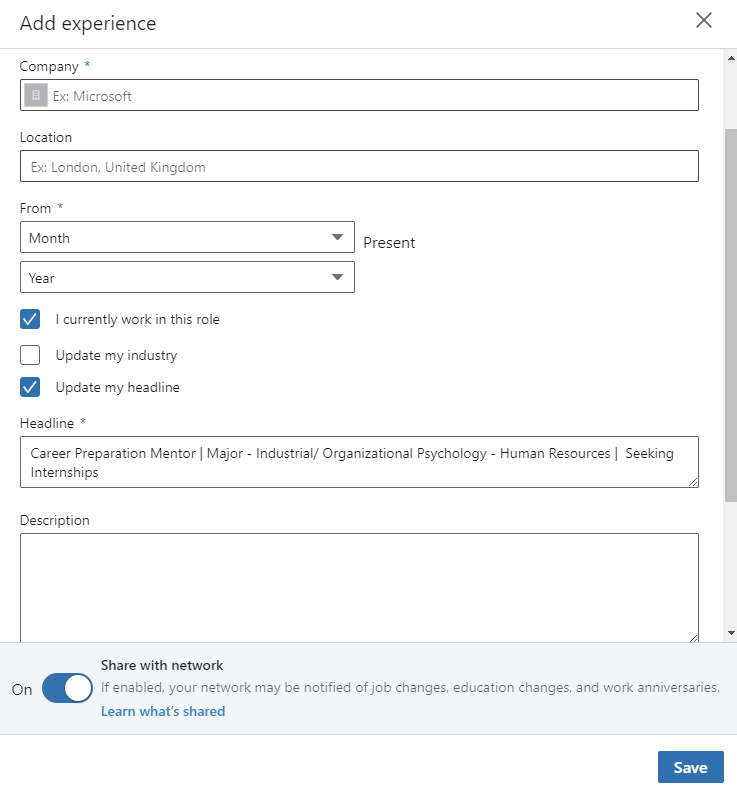 Add experience
Company *
Ex: Microsoft
Location
Ex: London, United Kingdom
From *
Month
Present
Year
I currently work in this role
Update my industry
Update my headline
Headline *
Career Preparation Mentor | Major - Industrial/ Organizational Psychology - Human Resources |  Seeking
Internships
Description
Share with network
On
If enabled, your network may be notified of job changes, education changes, and work anniversaries.
Learn what's shared
Save